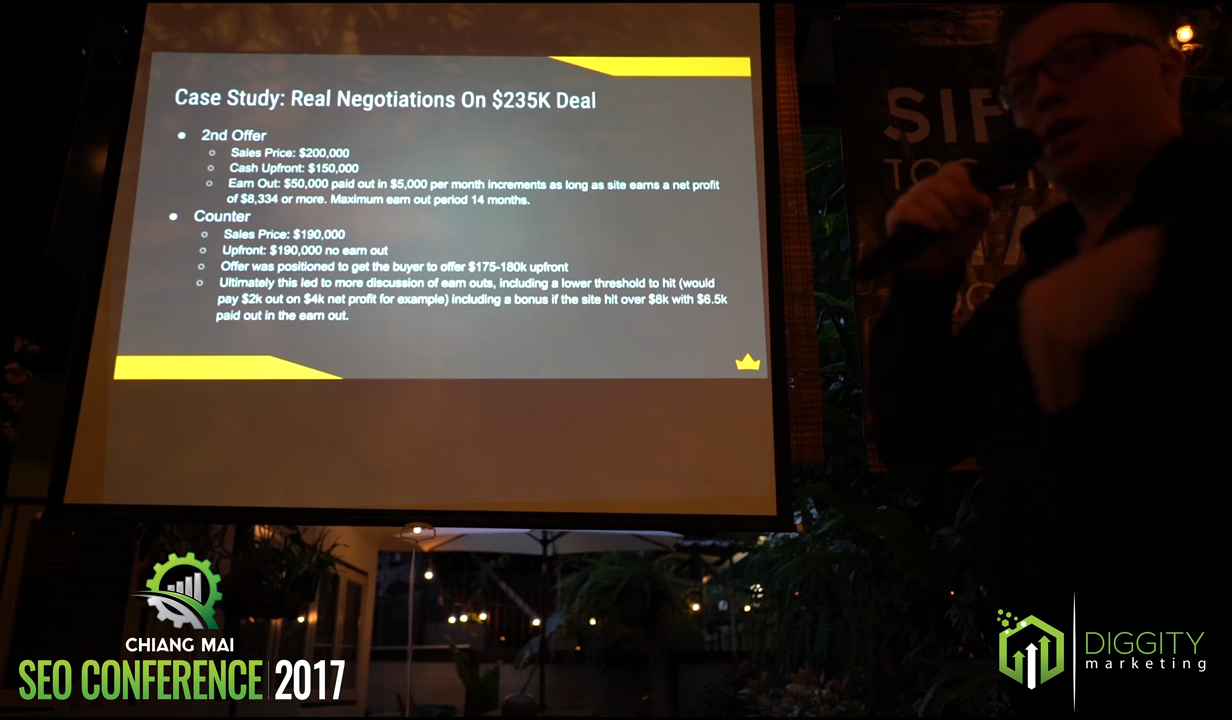 Case Study: Real Negotiations On $235K Deal
2nd Offer
Sales Price: $200,000
Cash Upfront: $150,000
Earn Out: $50,000 paid out in $5,000 per month increments as long as site earns a net profit
of $8,334 or more. Maximum earn out period 14 months.
Counter
Sales Price: $190,000
Upfront: $190,000 no earn out
Offer was positioned to get the buyer to offer $175-180k upfront
Ultimately this led to more discussion of earn outs, including a lower threshold to hit (would
pay $2k out on $4k net profit for example) including a bonus if the site hit over $8k with $6.5k
paid out in the earn out.
CHIANG MAI
SEO CONFERENCE 2017
DIGGITY
marketing